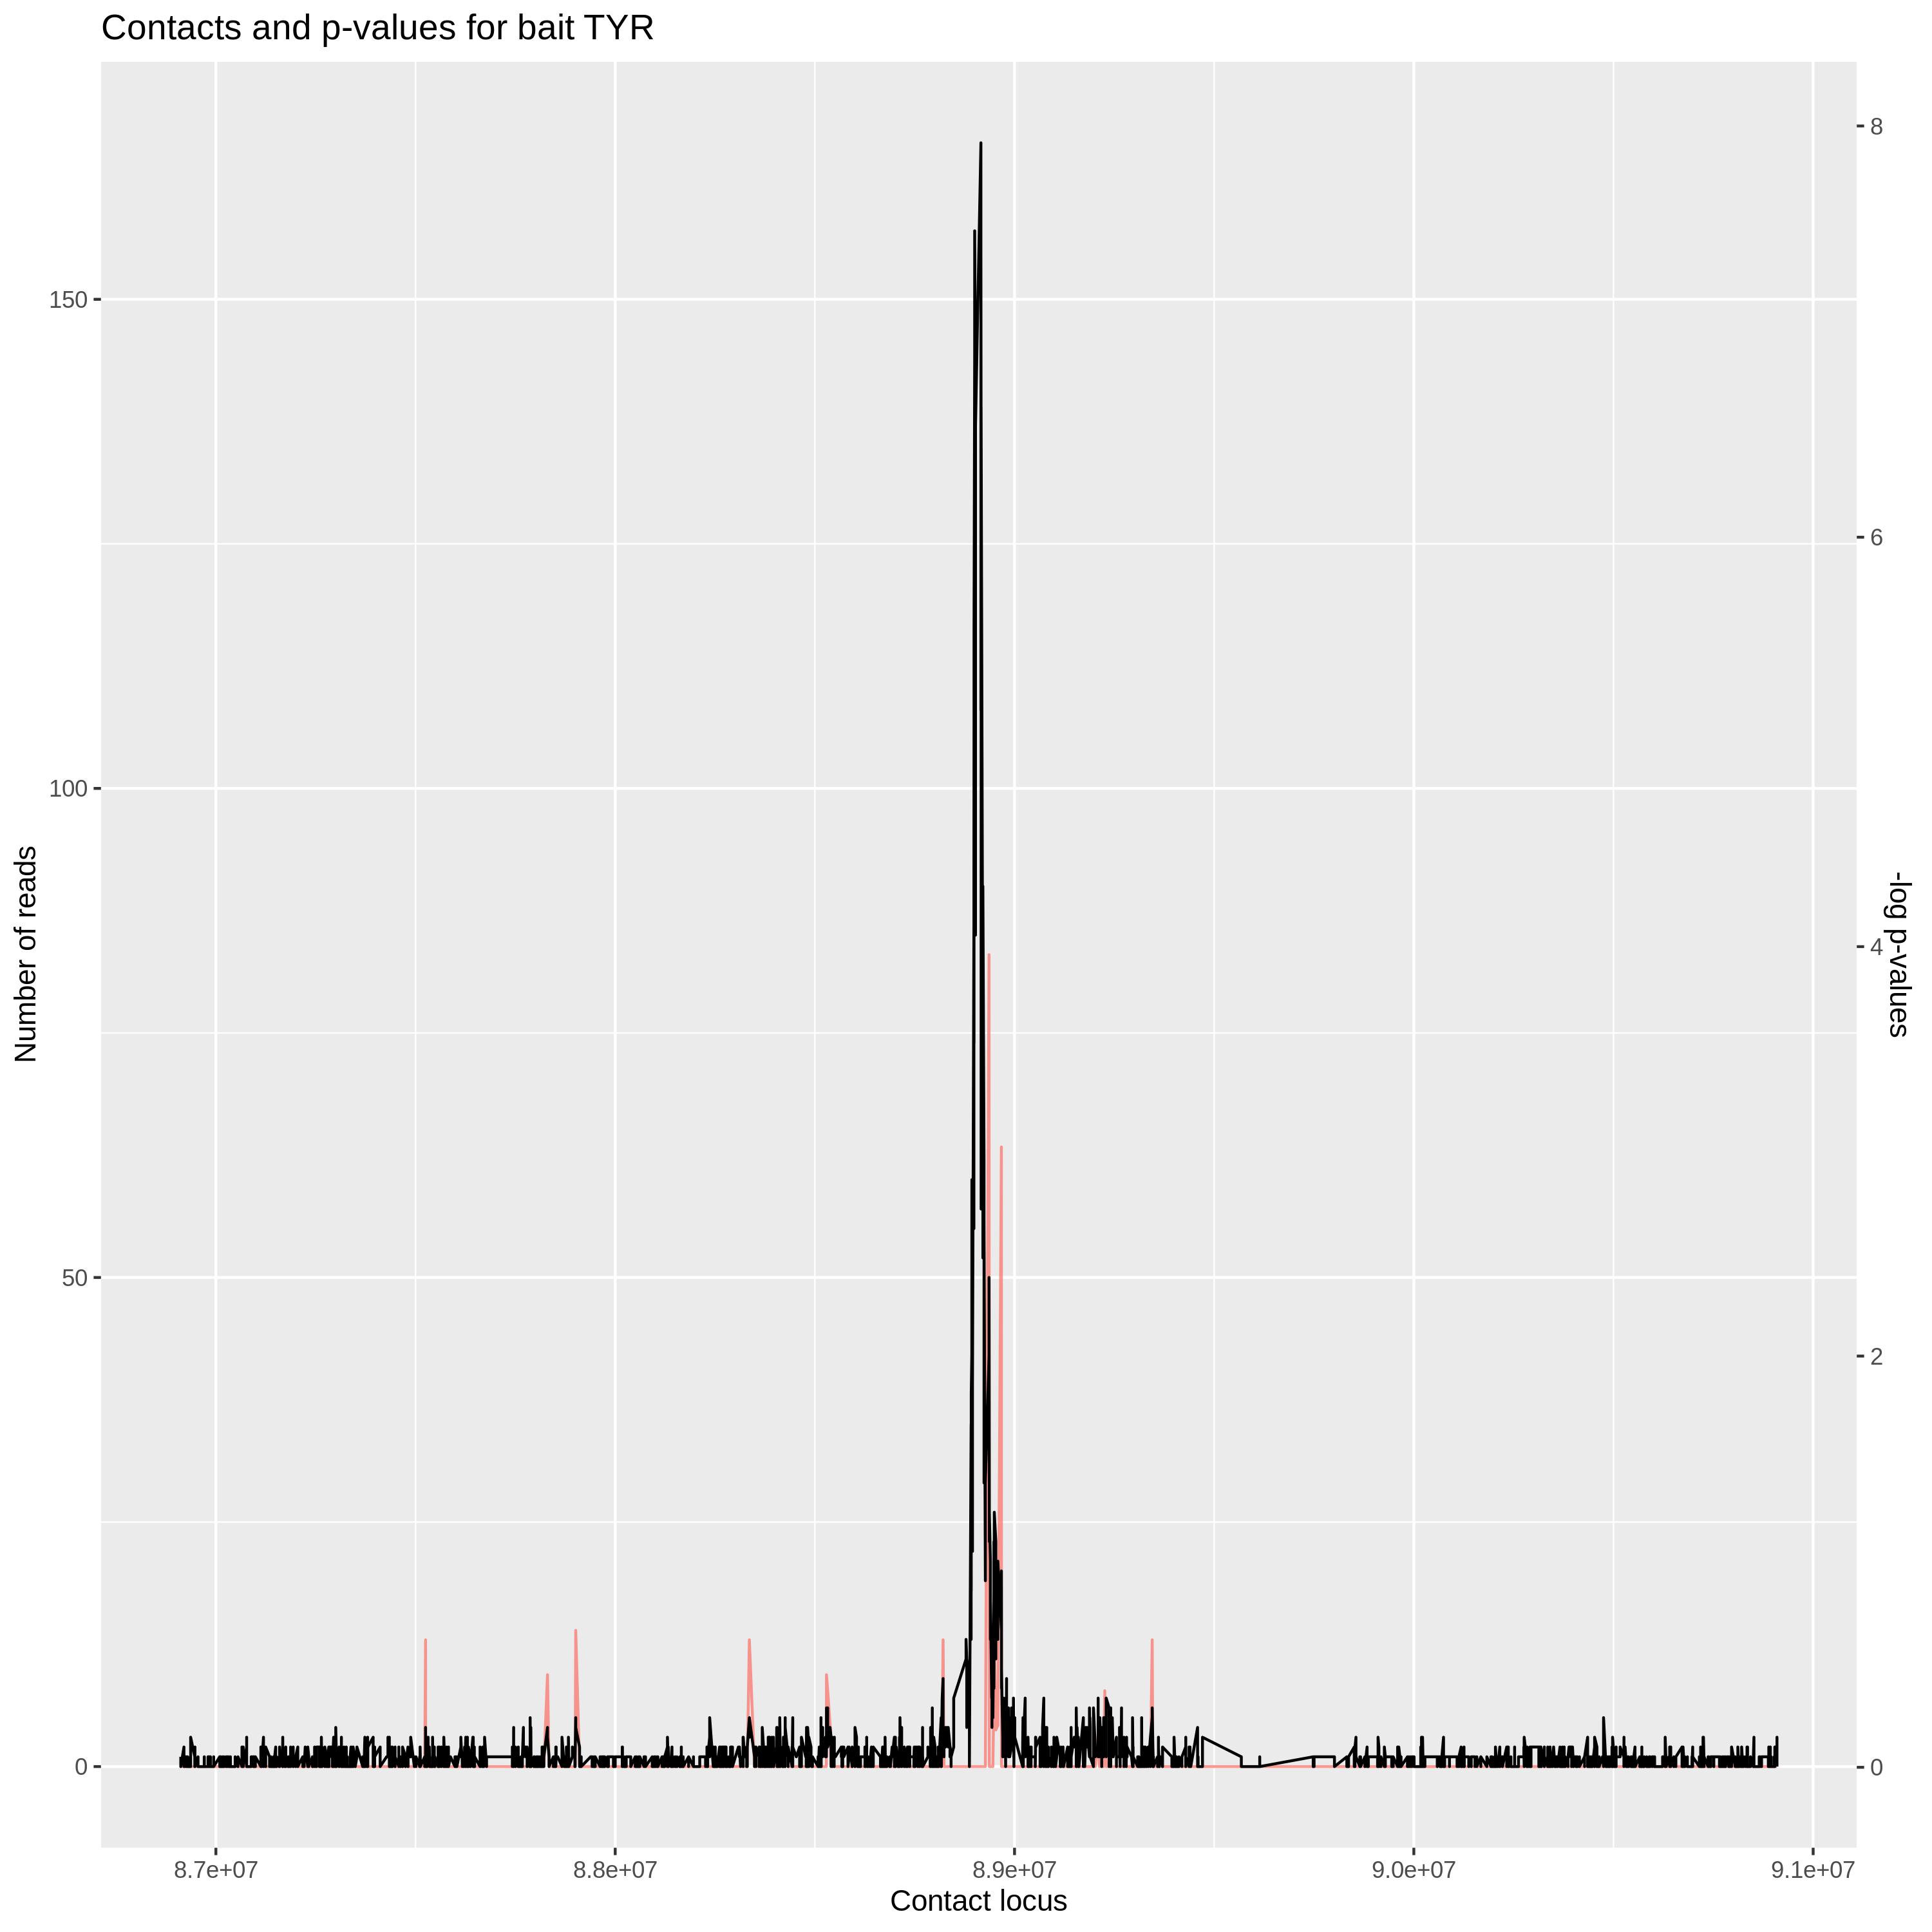 Contacts and p-values for bait TYR
Number of reads
150
100
50
0
8
6
4
2
0
-log p-values
8.7e+07
8.8e+07
8.9e+07
9.0e+07
9.1e+07
Contact locus